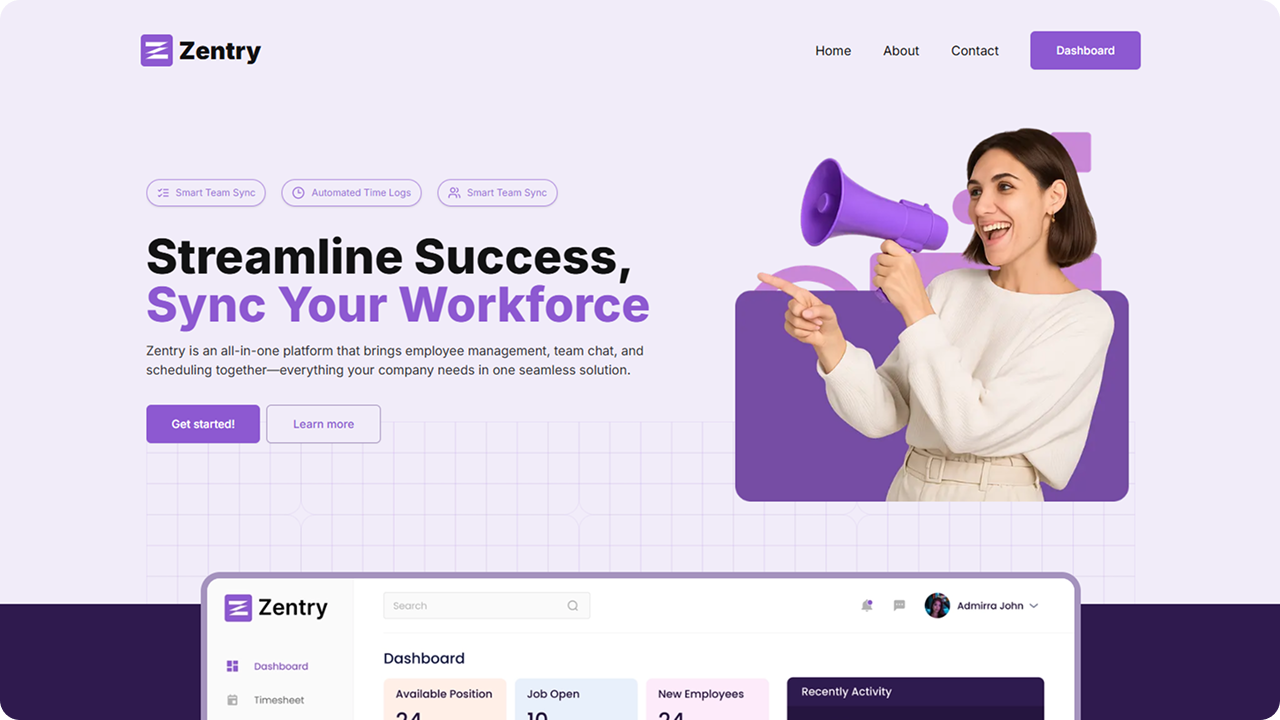 Zentry
Home About Contact Dashboard
Smart Team Sync Automated Time Logs Smart Team Sync
Streamline Success,
Sync Your Workforce
Zentry is an all-in-one platform that brings employee management, team chat, and
scheduling together—everything your company needs in one seamless solution.
Get started! Learn more
Zentry
Search
Admirra John
Dashboard
Dashboard
Timesheet
Available Position Job Open New Employees Recently Activity
24 10 24